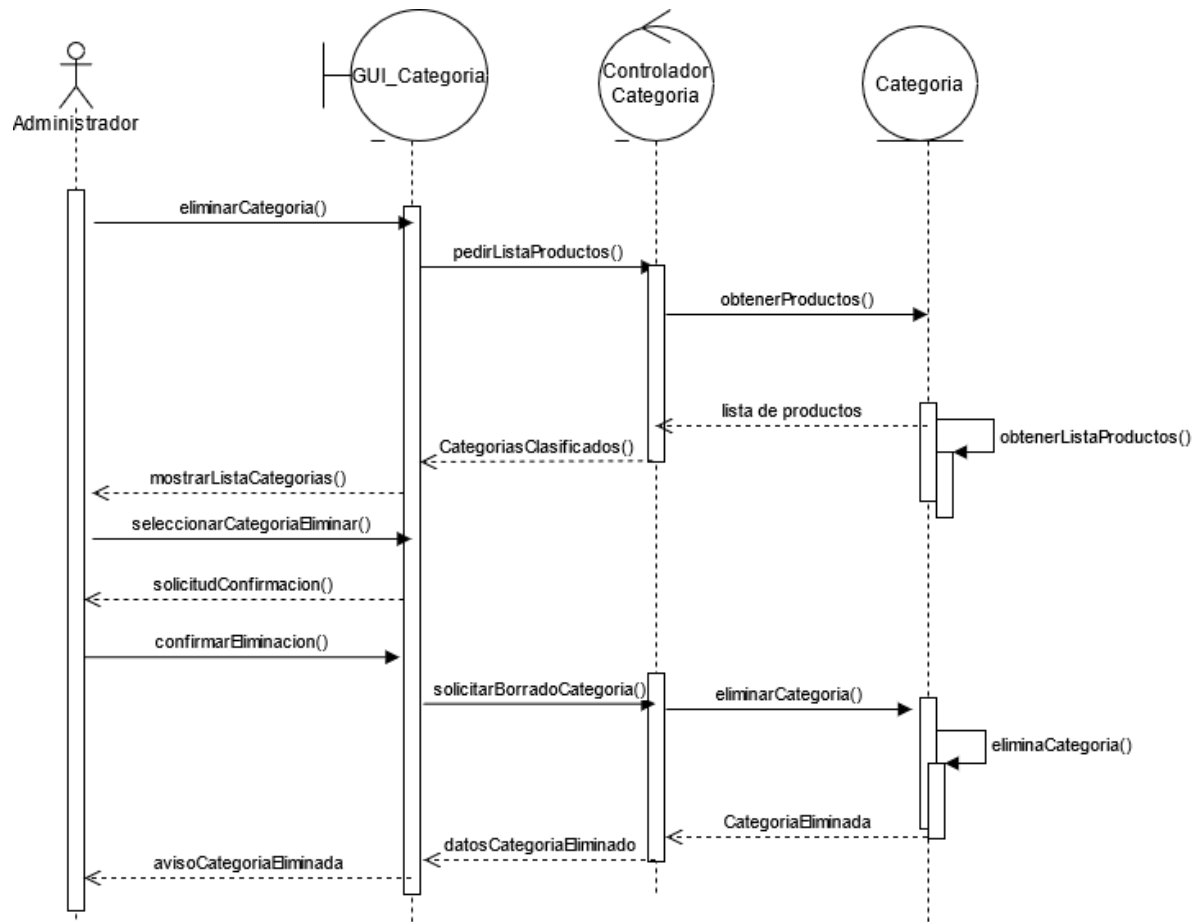 GUI_Categoria
Controlador
Categoria
Categoria
Administrador
eliminarCategoria()
pedirListaProductos()
obtenerProductos()
lista de productos
obtenerListaProductos()
CategoriasClasificados()
mostrarListaCategorias()
seleccionarCategoriaEliminar()
solicitudConfirmacion()
confirmarEliminacion()
solicitarBorradoCategoria()
eliminarCategoria()
eliminaCategoria()
CategoriaEliminada
datosCategoriaEliminado
avisoCategoriaEliminada